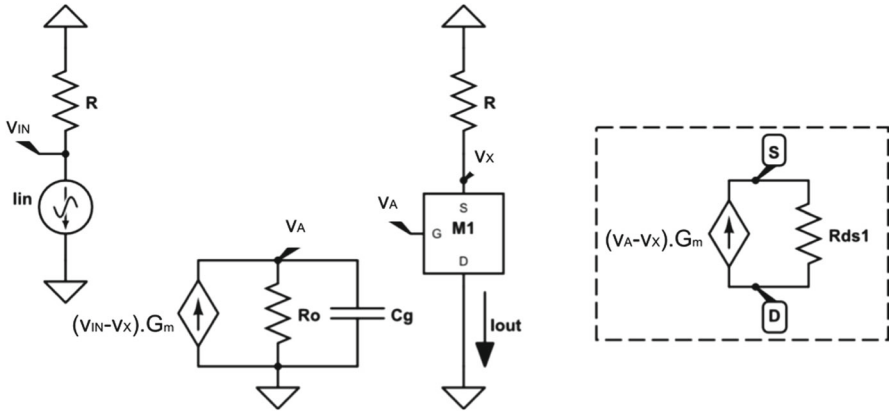 R
VIN
Iin
VA
(VIN-VX).Gm
Ro
Cg
R
VX
VA
S
G
M1
D
Iout
S
(VA-VX).Gm
Rds1
D